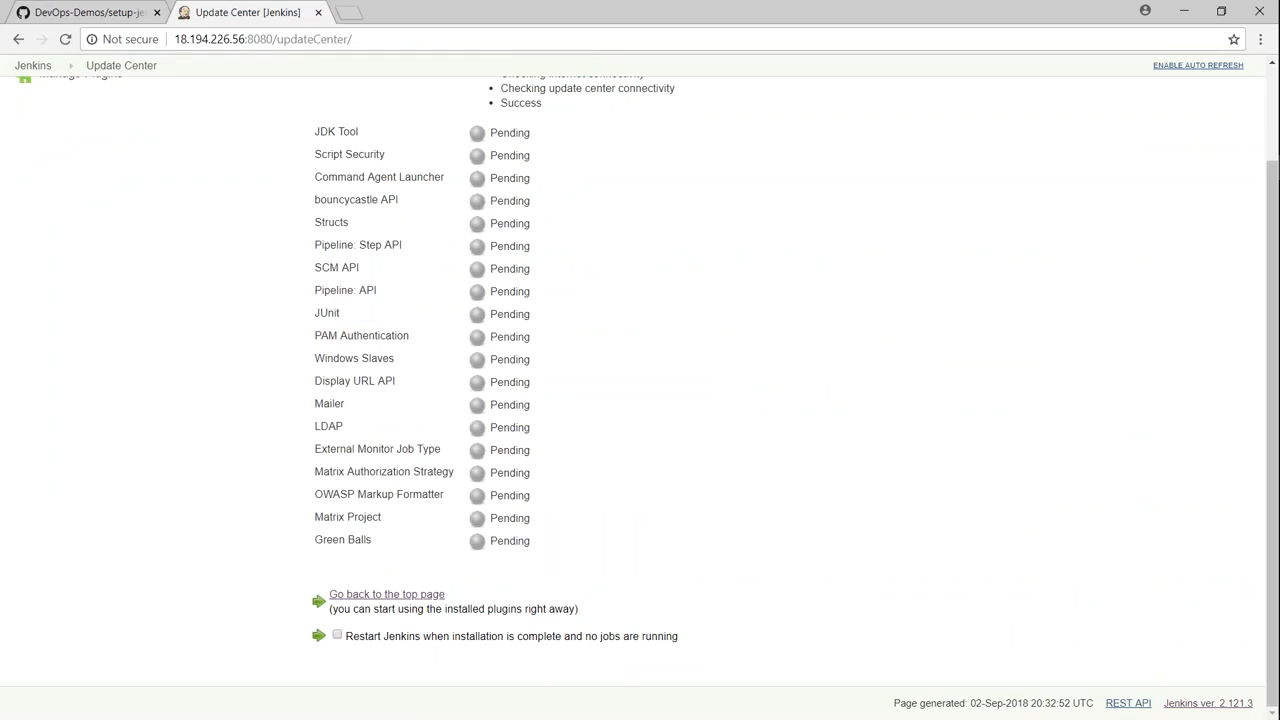 DevOps-Demos/setup-je
Update Center [Jenkins]
Not secure
18.194.226.56:8080/updateCenter/
Jenkins
Update Center
ENABLE AUTO REFRESH
Manage Plugins
Checking internet connectivity
Checking update center connectivity
Success
JDK Tool Pending
Script Security Pending
Command Agent Launcher Pending
bouncycastle API Pending
Structs Pending
Pipeline: Step API Pending
SCM API Pending
Pipeline: API Pending
JUnit Pending
PAM Authentication Pending
Windows Slaves Pending
Display URL API Pending
Mailer Pending
LDAP Pending
External Monitor Job Type Pending
Matrix Authorization Strategy Pending
OWASP Markup Formatter Pending
Matrix Project Pending
Green Balls Pending
Go back to the top page
(you can start using the installed plugins right away)
Restart Jenkins when installation is complete and no jobs are running
Page generated: 02-Sep-2018 20:32:52 UTC
REST API
Jenkins ver. 2.121.3